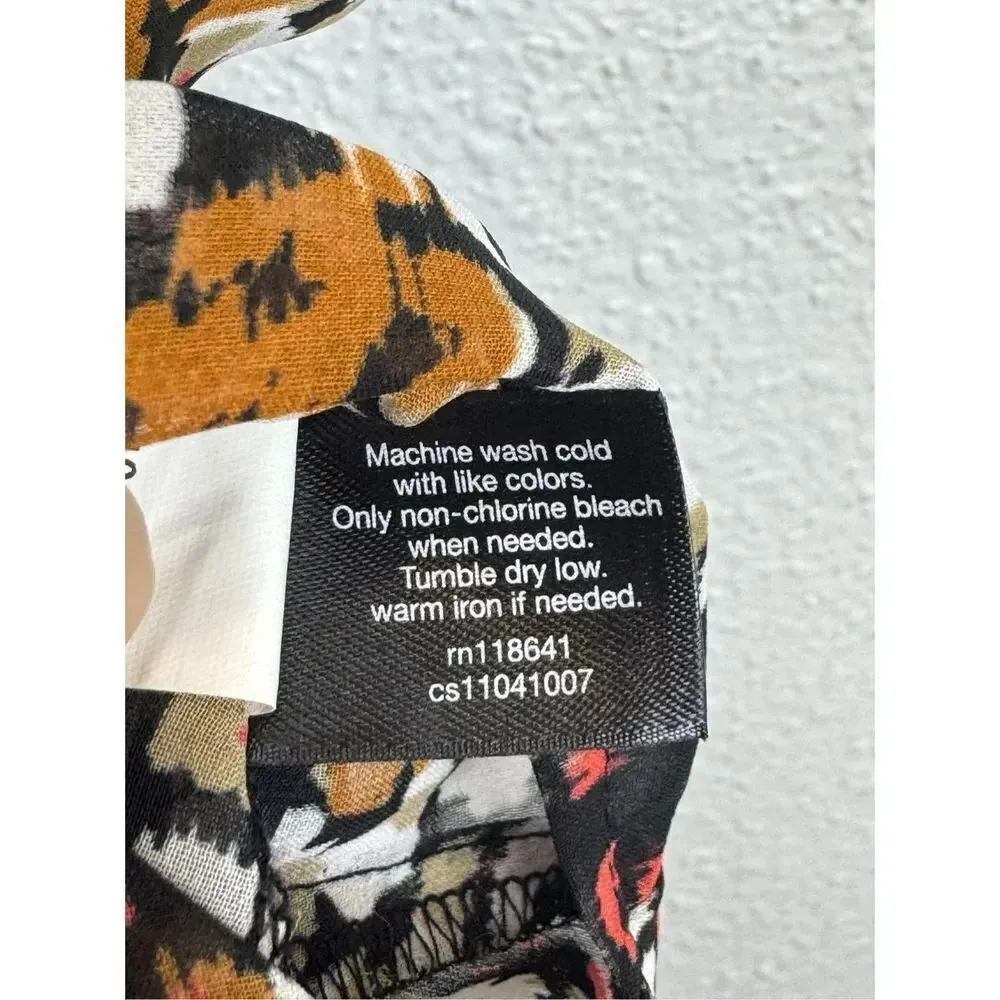 Machine wash cold
with like colors.
Only non-chlorine bleach
when needed.
Tumble dry low.
warm iron if needed.
rn118641
cs11041007